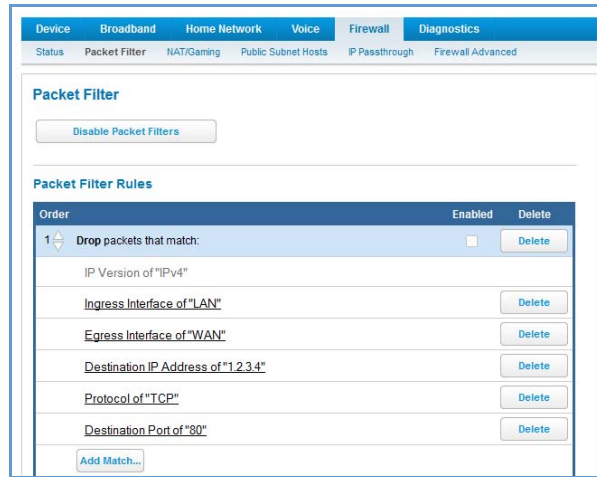 Device Broadband Home Network Voice Firewall Diagnostics
Status Packet Filter NAT/Gaming Public Subnet Hosts IP Passthrough Firewall Advanced
Packet Filter
Disable Packet Filters
Packet Filter Rules
Order Enabled Delete
1 Drop packets that match: Delete
IP Version of "IPv4"
Ingress Interface of "LAN" Delete
Egress Interface of "WAN" Delete
Destination IP Address of "1.2.3.4" Delete
Protocol of "TCP" Delete
Destination Port of "80" Delete
Add Match...